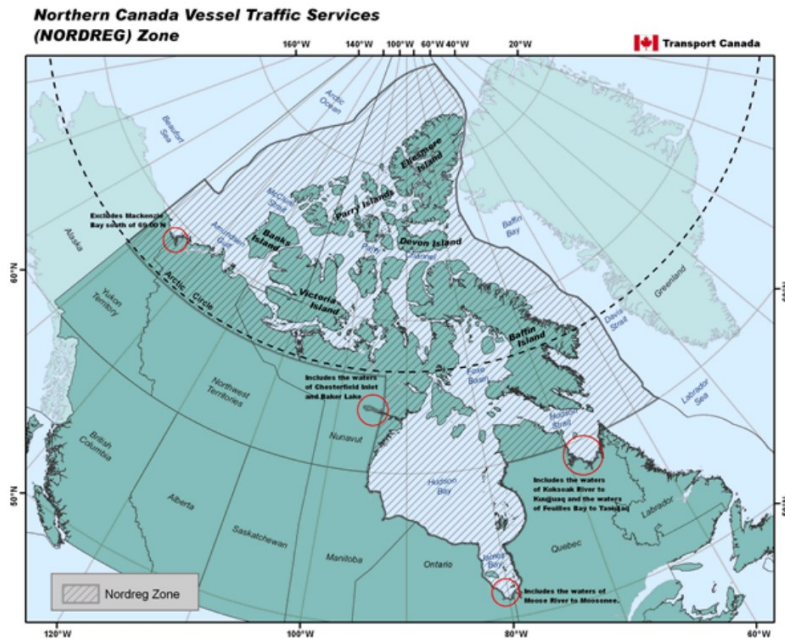 Northern Canada Vessel Traffic Services
(NORDREG) Zone
Transport Canada
160°W
140°W
100°W
80°W
60°W
40°W
20°W
Arctic
Ocean
Beaufort
Sea
Ellesmere
Island
McClure
Strait
Parry Islands
Excludes Mackenzie
Bay south of 69 00 N
Amundsen
Gulf
Banks
Island
Devon Island
Channel
Baffin
Bay
Alaska
Greenland
60°N
Arctic Circle
Victoria
Island
Yukon
Territory
Davis
Strait
Baffin
Island
Foxe
Basin
Includes the waters
of Chesterfield Inlet
and Baker Lake
Northwest
Territories
Labrador
Sea
Hudson
Strait
Nunavut
British
Columbia
Hudson
Bay
Includes the waters
of Koksoak River to
Kuujjuaq and the waters
of Feuilles Bay to Tasiujaq
50°N
Alberta
Labrador
Saskatchewan
Manitoba
Ontario
Quebec
James
Bay
Nordreg Zone
Includes the waters of
Moose River to Moosonee.
120°W
100°W
80°W
60°W